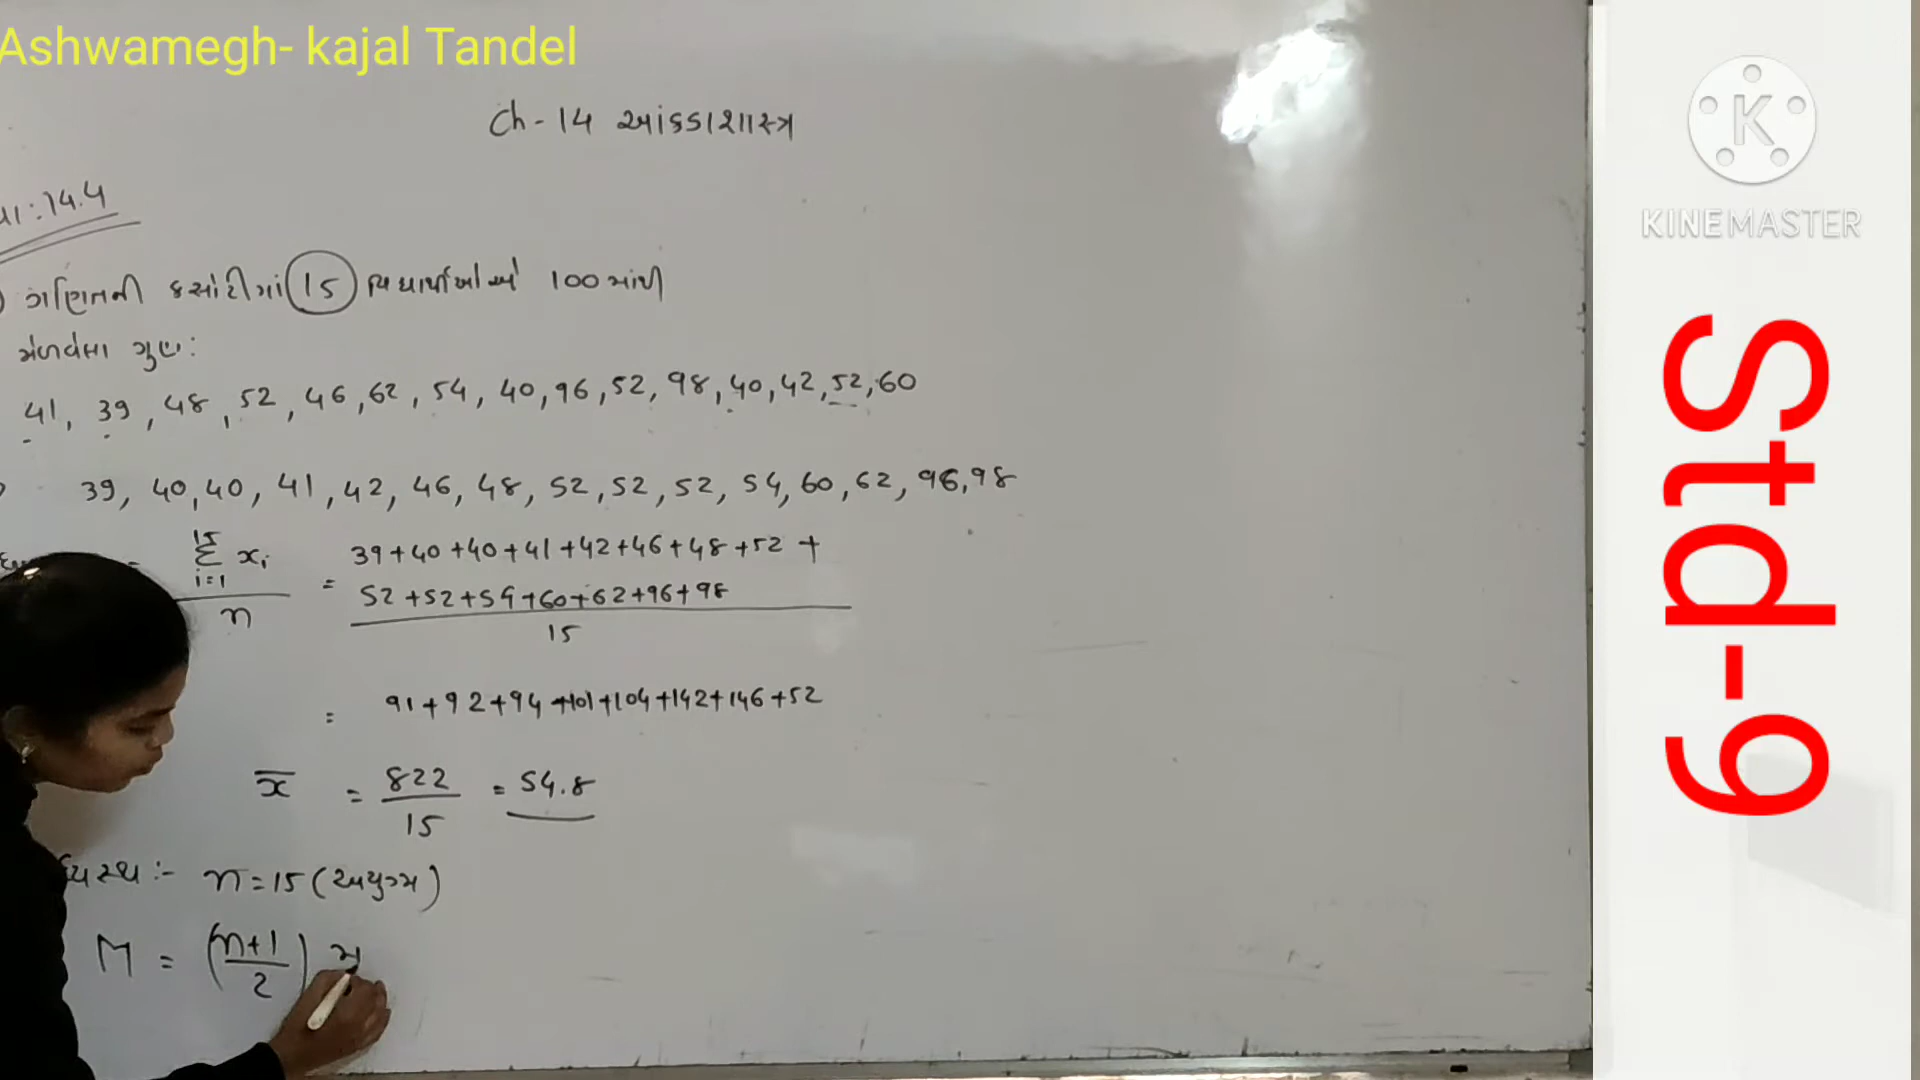 Ashwamegh- kajal Tandel
Ch - 14 આંકડાશાસ્ત્ર
14.4
ગણિતની કસોટીમાં 15 વિદ્યાર્થીઓએ 100 માંથી
મેળવેલા ગુણ:
41, 39, 48, 52, 46, 62, 54, 40, 96, 52, 98, 40, 42, 52, 60
39, 40, 40, 41, 42, 46, 48, 52, 52, 52, 54, 60, 62, 96, 98
15
Σ xi
i=1
n
= 39+40+40+41+42+46+48+52+
52+52+54+60+62+96+98
15
= 91+92+94+101+104+142+146+52
x̅ = 822/15 = 54.8
ધ્યસ્થ :- n=15 (અયુગ્મ)
M = (n+1/2) મ
KINEMASTER
Std-9